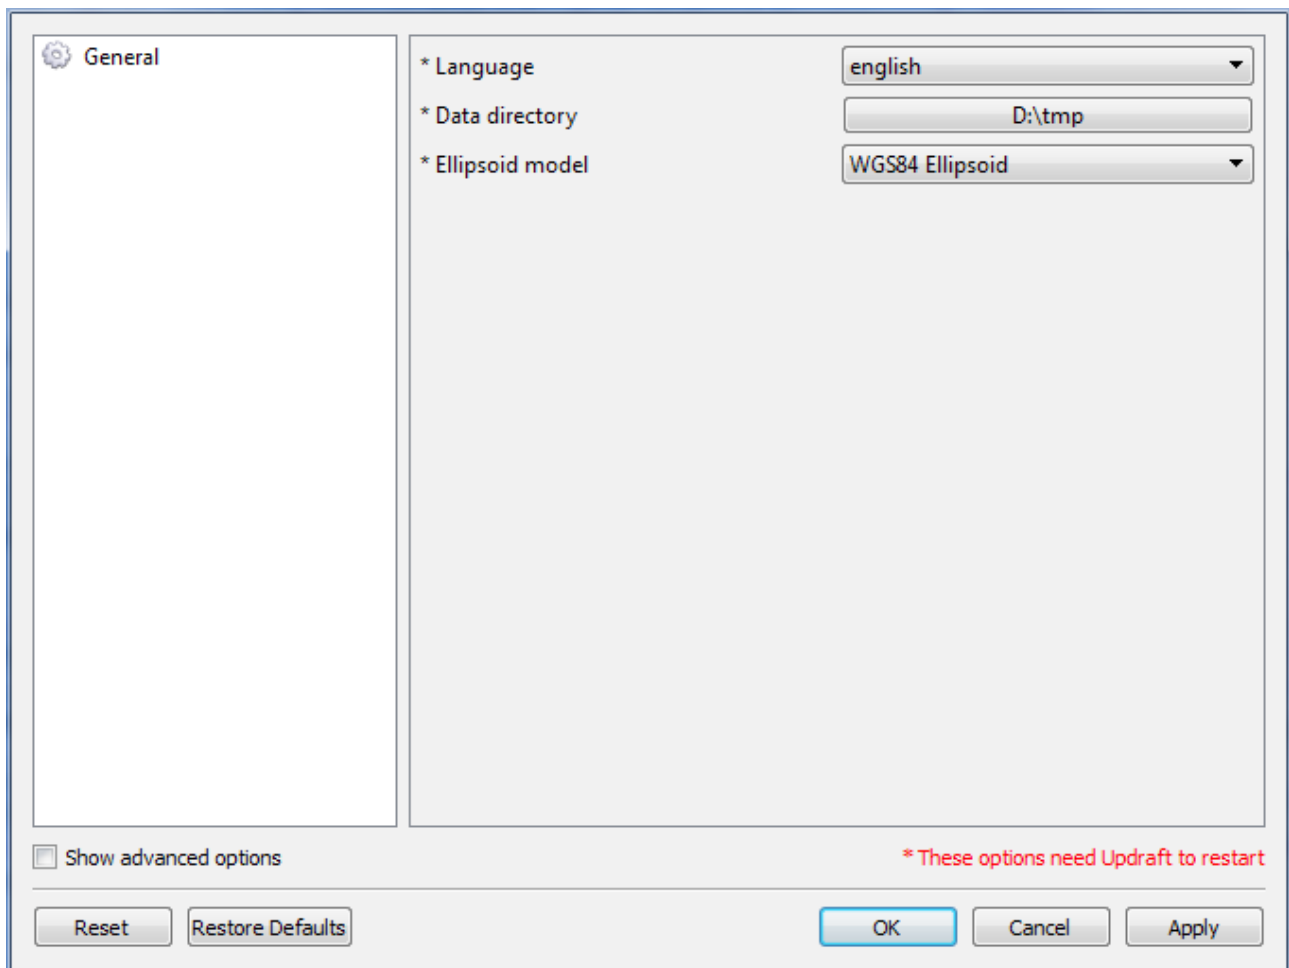 General
* Language
english
* Data directory
D:\tmp
* Ellipsoid model
WGS84 Ellipsoid
Show advanced options
* These options need Updraft to restart
Reset
Restore Defaults
OK
Cancel
Apply